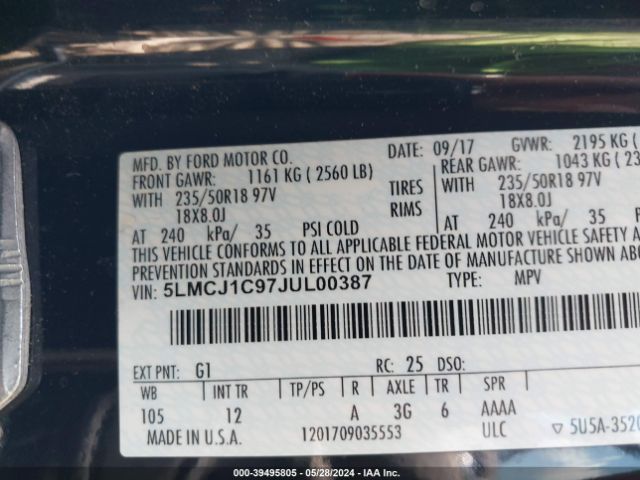 MFD. BY FORD MOTOR CO. DATE: 09/17 GVWR: 2195 KG (
FRONT GAWR: 1161 KG ( 2560 LB) REAR GAWR: 1043 KG ( 23
WITH 235/50R18 97V TIRES WITH 235/50R18 97V
18X8.0J RIMS 18X8.0J
AT 240 kPa/ 35 PSI COLD AT 240 kPa/ 35
THIS VEHICLE CONFORMS TO ALL APPLICABLE FEDERAL MOTOR VEHICLE SAFETY A
PREVENTION STANDARDS IN EFFECT ON THE DATE OF MANUFACTURE SHOWN ABO
VIN: 5LMCJ1C97JUL00387 TYPE: MPV
EXT PNT: G1 RC: 25 DSO:
WB INT TR TP/PS R AXLE TR SPR
105 12 A 3G 6 AAAA
MADE IN U.S.A. 1201709035553 ULC ▽ 5U5A-3520
000-39495805 - 05/28/2024 - IAA Inc.